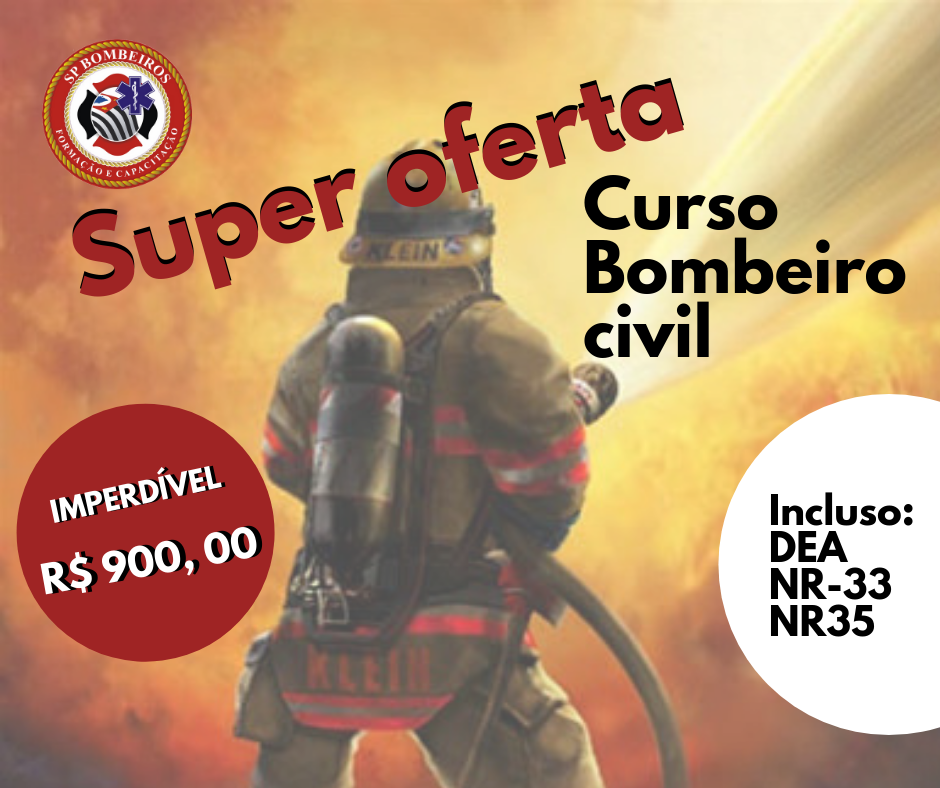 SP BOMBEIROS
FORMAÇÃO E CAPACITAÇÃO
Super oferta
Curso
Bombeiro
civil
KLEIN
IMPERDÍVEL
R$ 900, 00
Incluso:
DEA
NR-33
NR35
KLEIN